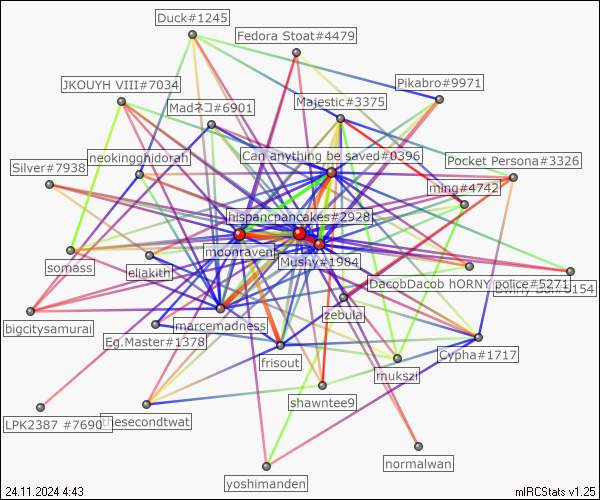 Duck#1245
Fedora Stoat#4479
Pikabro#9971
JKOUYH VIII#7034
Madネコ#6901
Majestic#3375
neokingghidorah
Can anything be saved#0396
Pocket Persona#3326
Silver#7938
ming#4742
hispancpancakes#2928
moonraven
Mushy#1984
somass
eliakith
DacobDacob hORNY police#5271
6154
zebula
bigcitysamurai
marcemadness
Eg.Master#1378
frisout
Cypha#1717
mukszi
shawntee9
LPK2387 #7690
thesecondtwat
normalwan
yoshimanden
24.11.2024 4:43
mIRCStats v1.25